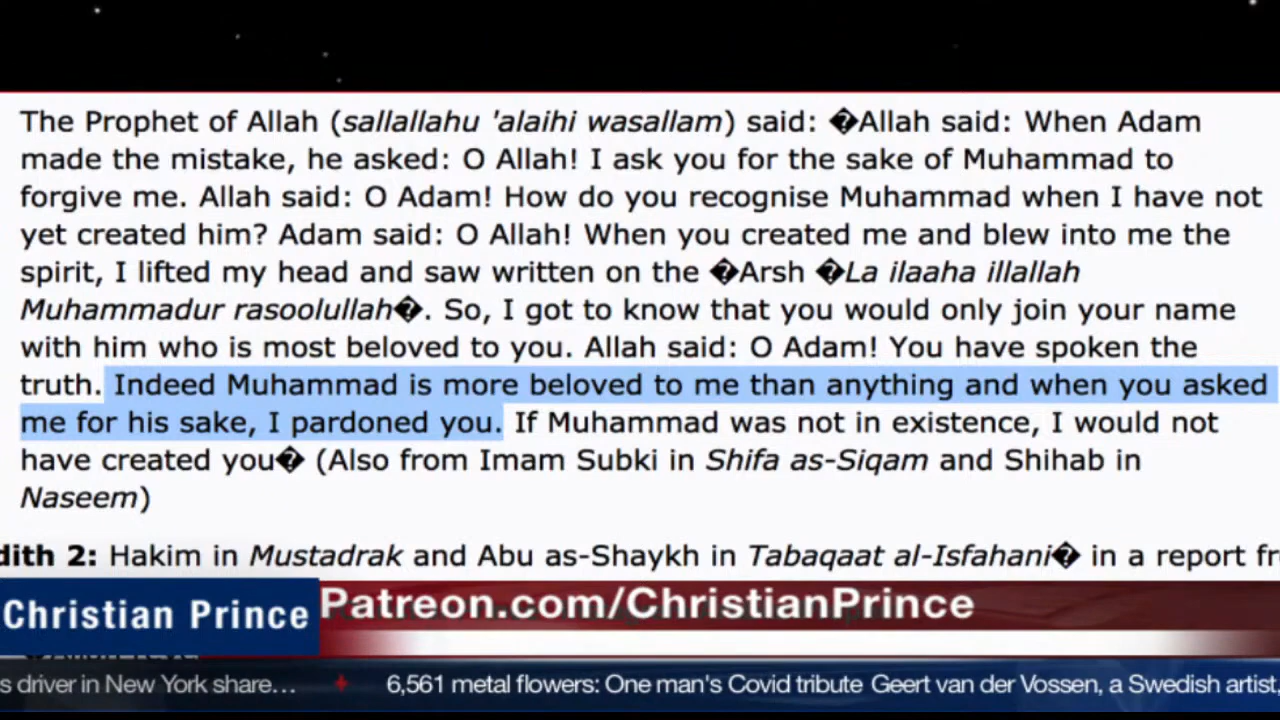 The Prophet of Allah (sallallahu 'alaihi wasallam) said: �Allah said: When Adam
made the mistake, he asked: O Allah! I ask you for the sake of Muhammad to
forgive me. Allah said: O Adam! How do you recognise Muhammad when I have not
yet created him? Adam said: O Allah! When you created me and blew into me the
spirit, I lifted my head and saw written on the �Arsh �La ilaaha illallah
Muhammadur rasoolullah�. So, I got to know that you would only join your name
with him who is most beloved to you. Allah said: O Adam! You have spoken the
truth. Indeed Muhammad is more beloved to me than anything and when you asked
me for his sake, I pardoned you. If Muhammad was not in existence, I would not
have created you� (Also from Imam Subki in Shifa as-Siqam and Shihab in
Naseem)
dith 2: Hakim in Mustadrak and Abu as-Shaykh in Tabaqaat al-Isfahani� in a report fr
Christian Prince
Patreon.com/ChristianPrince
s driver in New York share... + 6,561 metal flowers: One man's Covid tribute Geert van der Vossen, a Swedish artist,